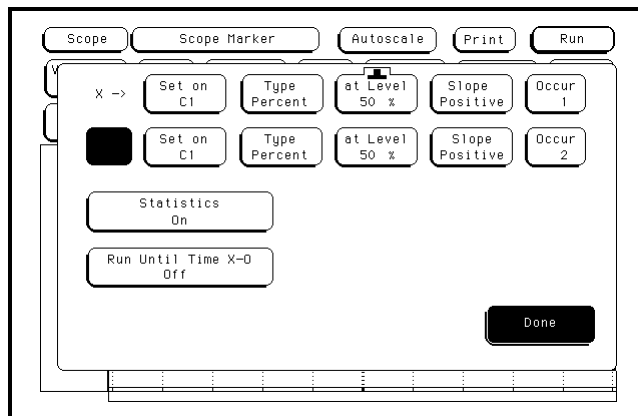 Scope Scope Marker Autoscale Print Run
X -> Set on Type at Level Slope Occur
C1 Percent 50 % Positive 1
Set on Type at Level Slope Occur
C1 Percent 50 % Positive 2
Statistics
On
Run Until Time X-O
Off
Done